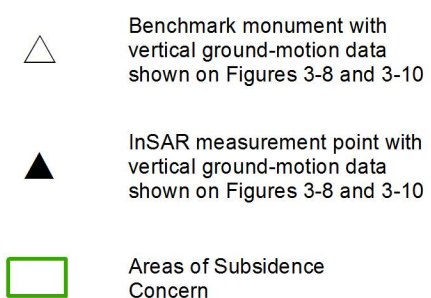 Benchmark monument with
vertical ground-motion data
shown on Figures 3-8 and 3-10
InSAR measurement point with
vertical ground-motion data
shown on Figures 3-8 and 3-10
Areas of Subsidence
Concern